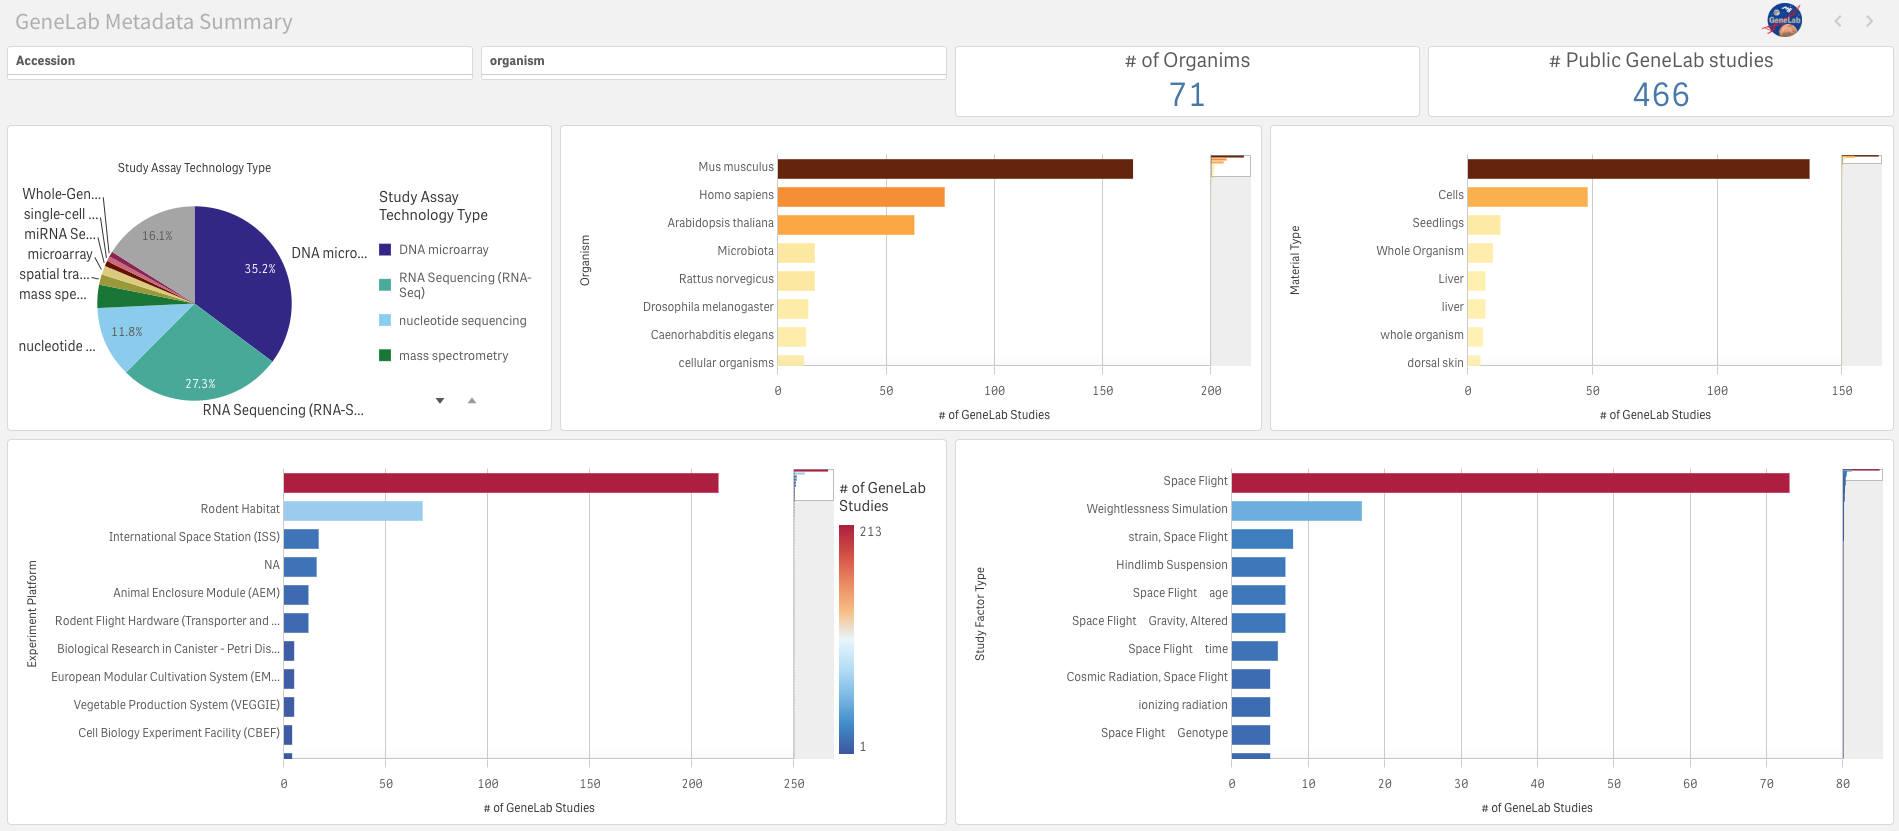 GeneLab Metadata Summary
GeneLab
Accession
organism
# of Organims
71
# Public GeneLab studies
466
Study Assay Technology Type
Whole-Gen...
single-cell ...
miRNA Se...
microarray
spatial tra...
mass spe...
nucleotide ...
16.1%
35.2%
11.8%
27.3%
DNA micro...
RNA Sequencing (RNA-S...
Study Assay
Technology Type
DNA microarray
RNA Sequencing (RNA-
Seq)
nucleotide sequencing
mass spectrometry
Organism
Mus musculus
Homo sapiens
Arabidopsis thaliana
Microbiota
Rattus norvegicus
Drosophila melanogaster
Caenorhabditis elegans
cellular organisms
0 50 100 150 200
# of GeneLab Studies
Material Type
Cells
Seedlings
Whole Organism
Liver
liver
whole organism
dorsal skin
0 50 100 150
# of GeneLab Studies
Experiment Platform
Rodent Habitat
International Space Station (ISS)
NA
Animal Enclosure Module (AEM)
Rodent Flight Hardware (Transporter and ...
Biological Research in Canister - Petri Dis...
European Modular Cultivation System (EM...
Vegetable Production System (VEGGIE)
Cell Biology Experiment Facility (CBEF)
0 50 100 150 200 250
# of GeneLab Studies
# of GeneLab
Studies
213
1
Study Factor Type
Space Flight
Weightlessness Simulation
strain, Space Flight
Hindlimb Suspension
Space Flight age
Space Flight Gravity, Altered
Space Flight time
Cosmic Radiation, Space Flight
ionizing radiation
Space Flight Genotype
0 10 20 30 40 50 60 70 80
# of GeneLab Studies